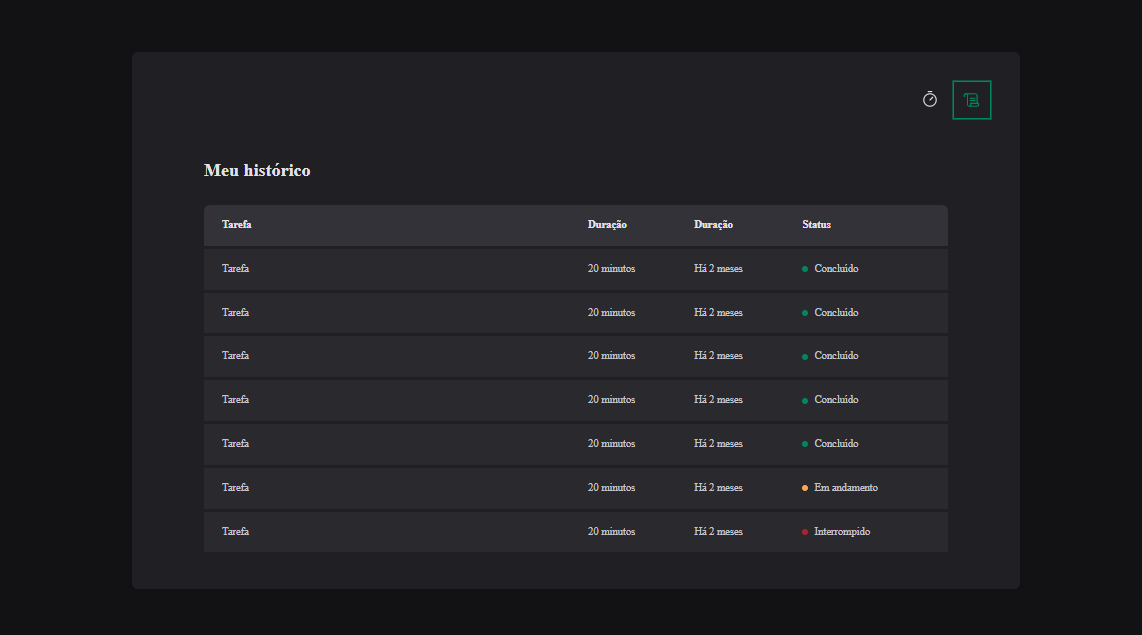 Meu histórico
Tarefa Duração Duração Status
Tarefa 20 minutos Há 2 meses Concluído
Tarefa 20 minutos Há 2 meses Concluído
Tarefa 20 minutos Há 2 meses Concluído
Tarefa 20 minutos Há 2 meses Concluído
Tarefa 20 minutos Há 2 meses Concluído
Tarefa 20 minutos Há 2 meses Em andamento
Tarefa 20 minutos Há 2 meses Interrompido